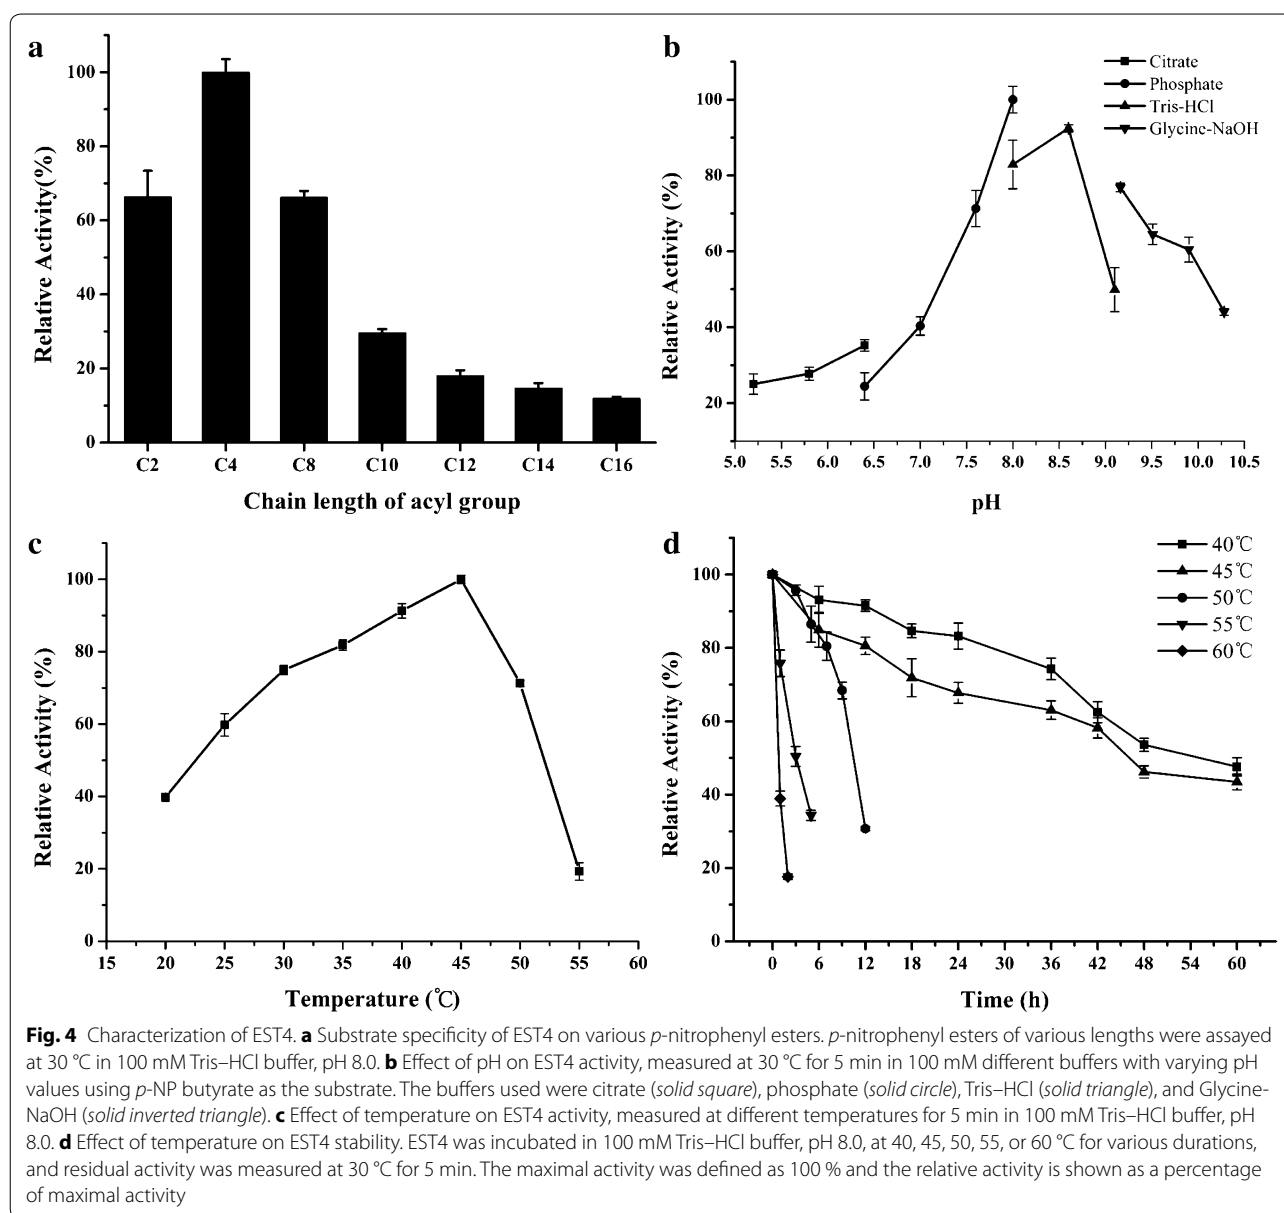 a
Relative Activity(%)
100
80
60
40
20
0
C2 C4 C8 C10 C12 C14 C16
Chain length of acyl group
b
Citrate
Phosphate
Tris-HCl
Glycine-NaOH
Relative Activity (%)
100
80
60
40
20
5.0 5.5 6.0 6.5 7.0 7.5 8.0 8.5 9.0 9.5 10.0 10.5
pH
c
Relative Activity (%)
100
80
60
40
20
0
15 20 25 30 35 40 45 50 55 60
Temperature (℃)
d
40℃
45℃
50℃
55℃
60℃
Relative Activity (%)
100
80
60
40
20
0
0 6 12 18 24 30 36 42 48 54 60
Time (h)
Fig. 4 Characterization of EST4. a Substrate specificity of EST4 on various p-nitrophenyl esters. p-nitrophenyl esters of various lengths were assayed
at 30 °C in 100 mM Tris–HCl buffer, pH 8.0. b Effect of pH on EST4 activity, measured at 30 °C for 5 min in 100 mM different buffers with varying pH
values using p-NP butyrate as the substrate. The buffers used were citrate (solid square), phosphate (solid circle), Tris–HCl (solid triangle), and Glycine-
NaOH (solid inverted triangle). c Effect of temperature on EST4 activity, measured at different temperatures for 5 min in 100 mM Tris–HCl buffer, pH
8.0. d Effect of temperature on EST4 stability. EST4 was incubated in 100 mM Tris–HCl buffer, pH 8.0, at 40, 45, 50, 55, or 60 °C for various durations,
and residual activity was measured at 30 °C for 5 min. The maximal activity was defined as 100 % and the relative activity is shown as a percentage
of maximal activity